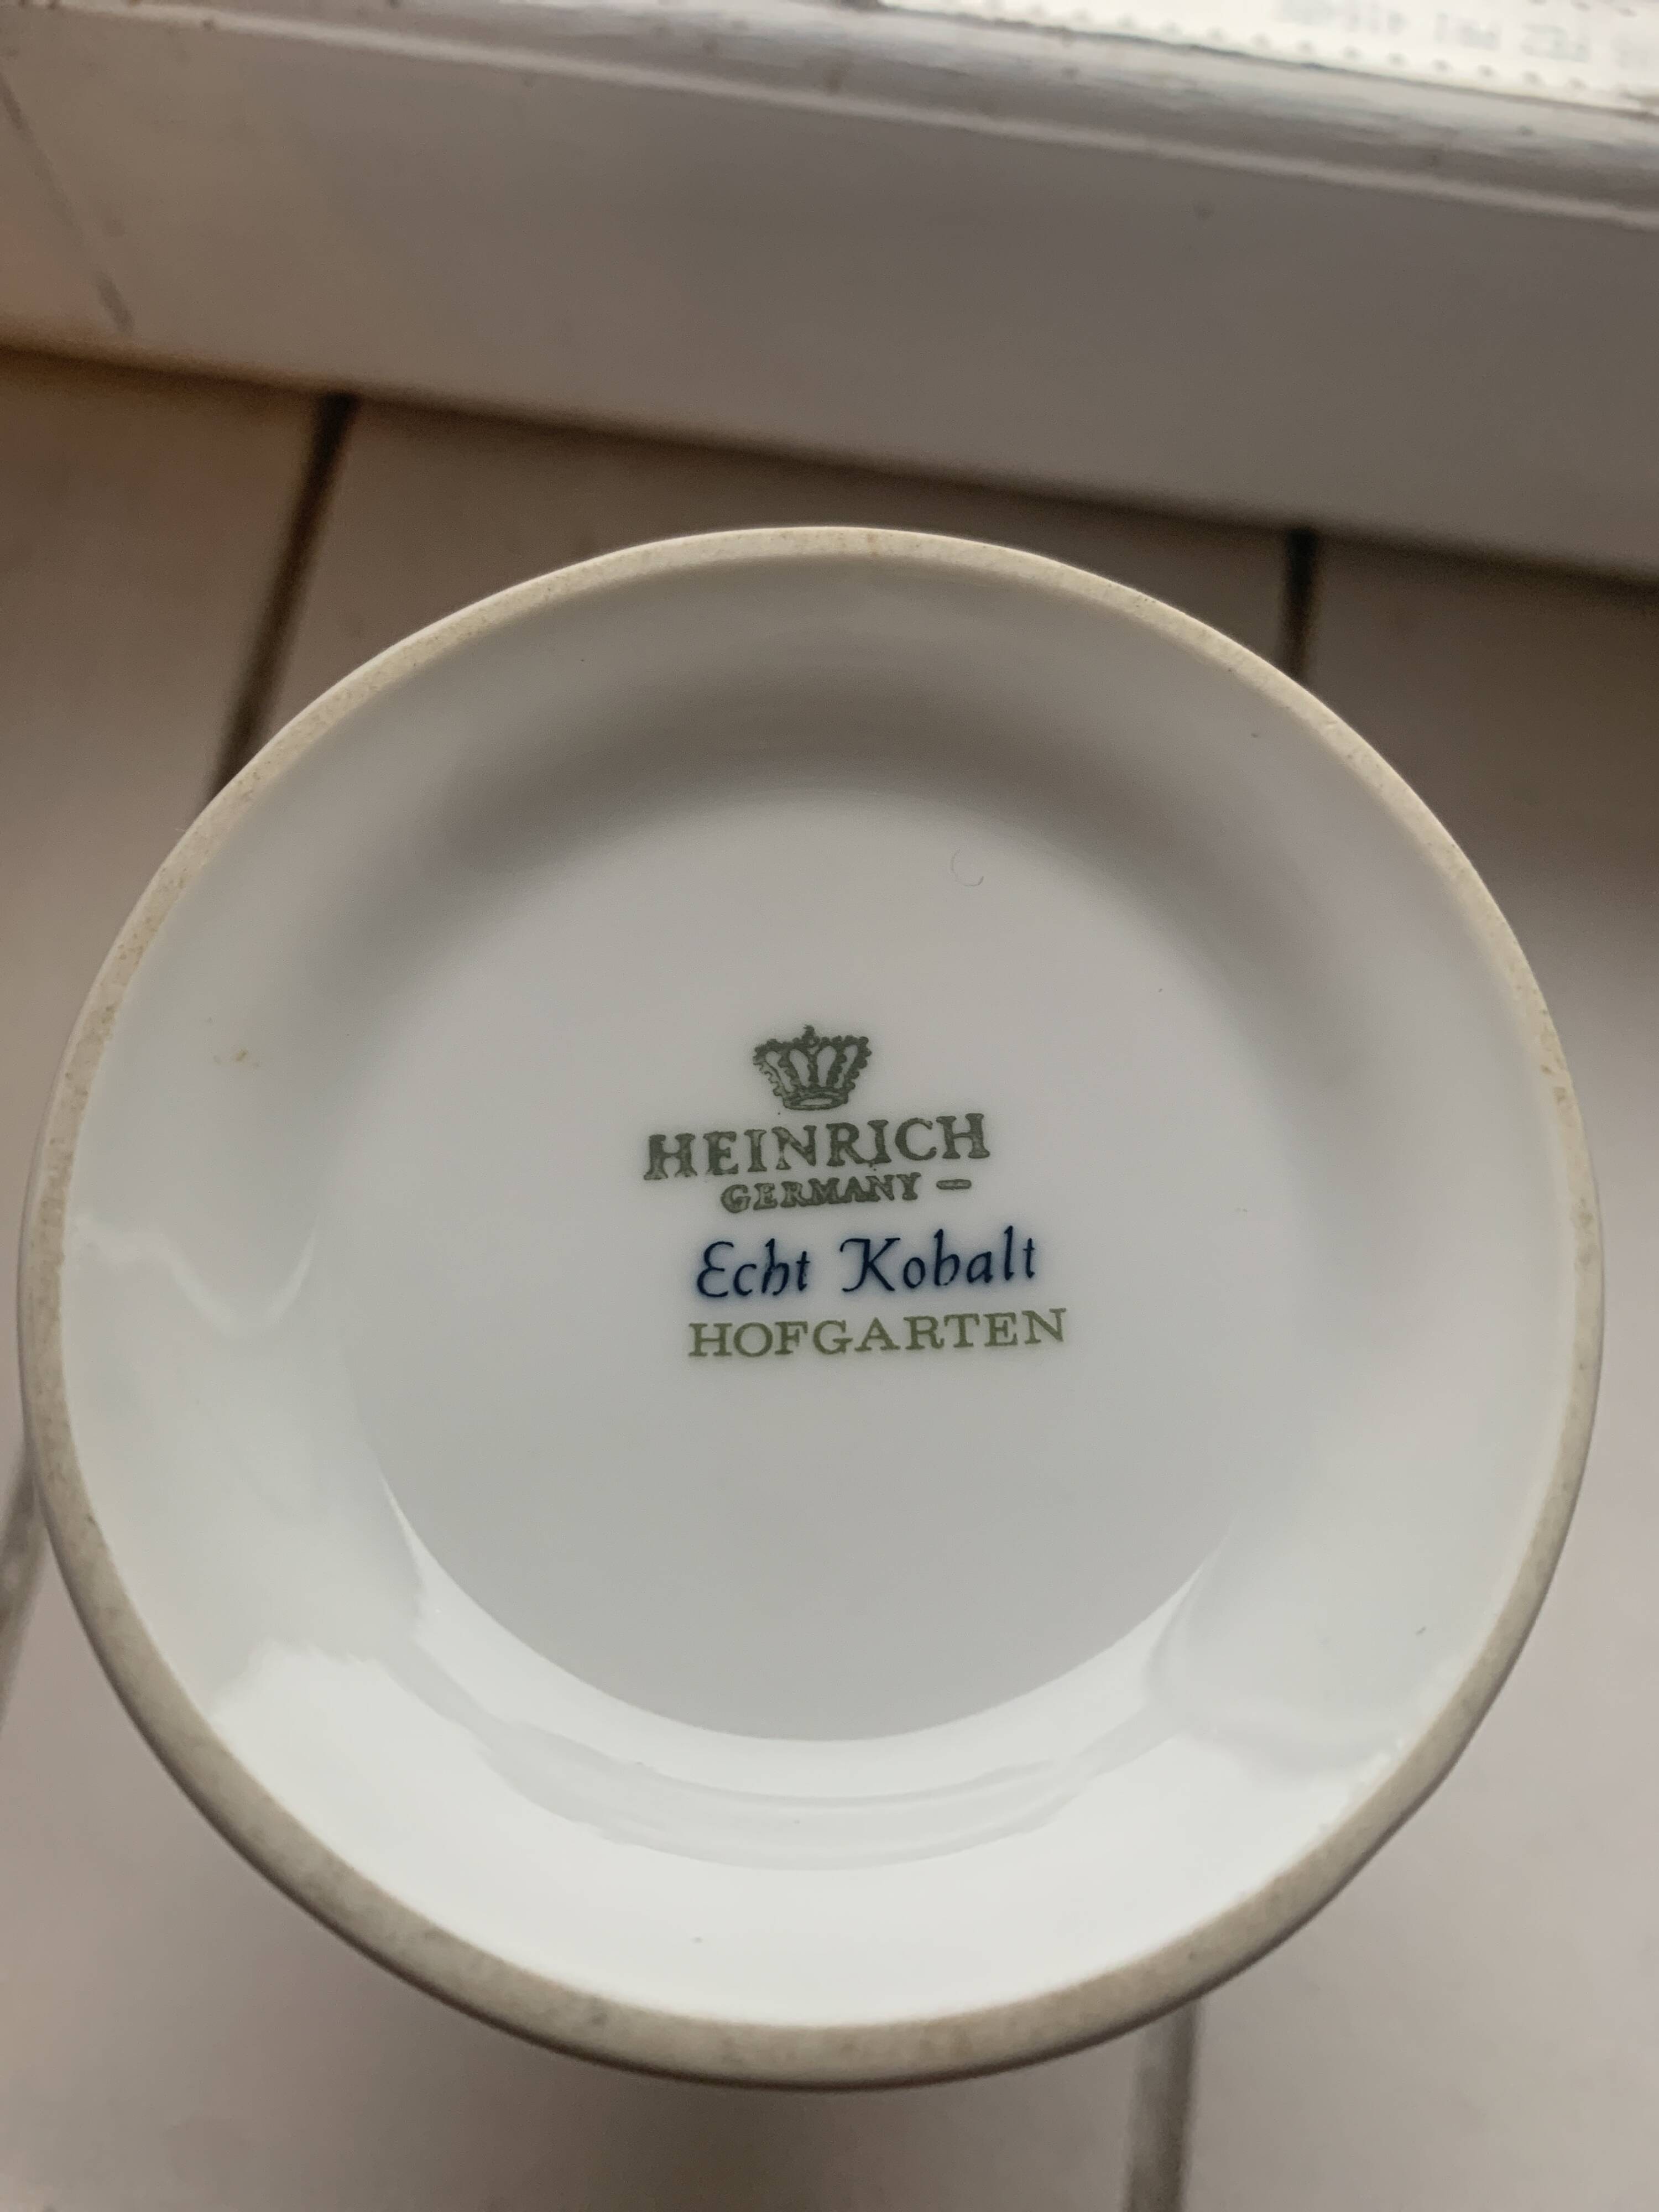 HEINRICH
GERMANY –
Echt Kobalt
HOFGARTEN